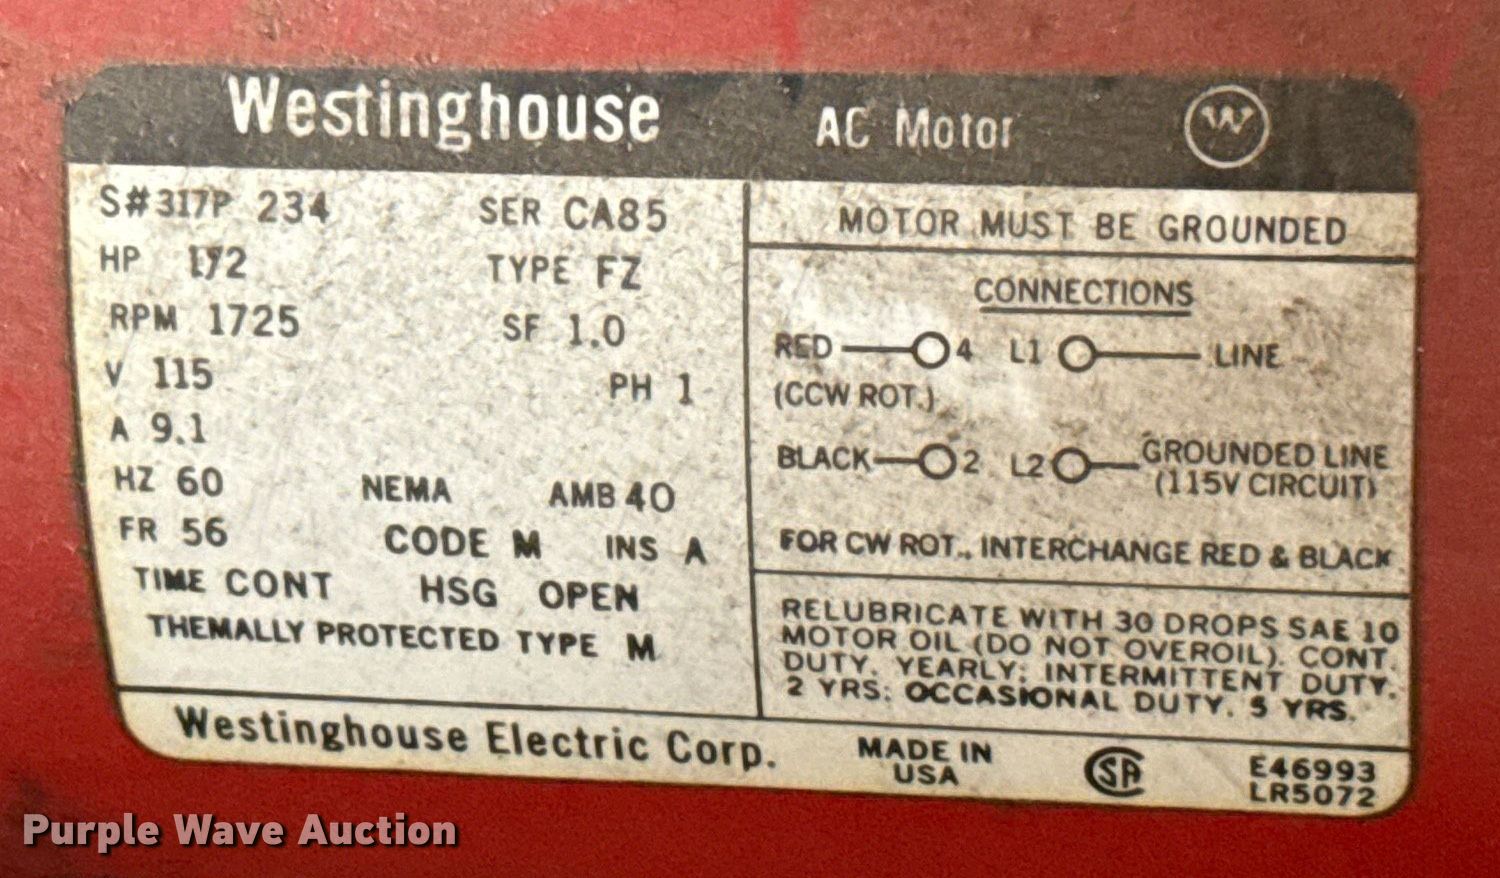 Westinghouse AC Motor W
S#317P 234 SER CA85
HP 1/2 TYPE FZ
RPM 1725 SF 1.0
V 115 PH 1
A 9.1
HZ 60 NEMA AMB 40
FR 56 CODE M INS A
TIME CONT HSG OPEN
THEMALLY PROTECTED TYPE M
MOTOR MUST BE GROUNDED
CONNECTIONS
RED 4 L1 LINE
(CCW ROT.)
BLACK 2 L2 GROUNDED LINE
(115V CIRCUIT)
FOR CW ROT., INTERCHANGE RED & BLACK
RELUBRICATE WITH 30 DROPS SAE 10
MOTOR OIL (DO NOT OVEROIL). CONT.
DUTY. YEARLY; INTERMITTENT DUTY.
2 YRS: OCCASIONAL DUTY. 5 YRS.
Westinghouse Electric Corp. MADE IN
USA
CSA
E46993
LR5072
Purple Wave Auction